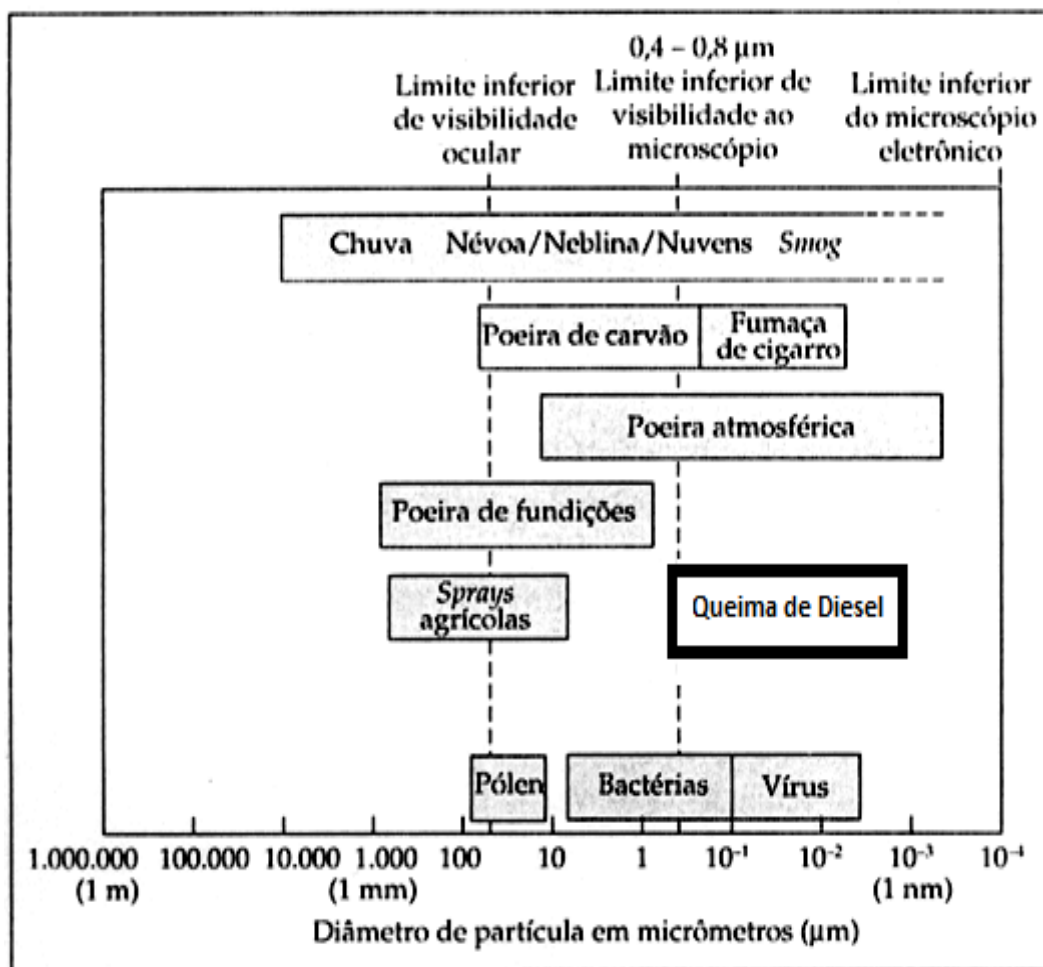 0,4 – 0,8 µm
Limite inferior
de visibilidade
ocular
Limite inferior de
visibilidade ao
microscópio
Limite inferior
do microscópio
eletrônico
Chuva Névoa/Neblina/Nuvens Smog
Poeira de carvão
Fumaça
de cigarro
Poeira atmosférica
Poeira de fundições
Sprays
agrícolas
Queima de Diesel
Pólen
Bactérias
Vírus
1.000.000 100.000 10.000 1.000 100 10 1 10⁻¹ 10⁻² 10⁻³ 10⁻⁴
(1 m) (1 mm) (1 nm)
Diâmetro de partícula em micrômetros (µm)